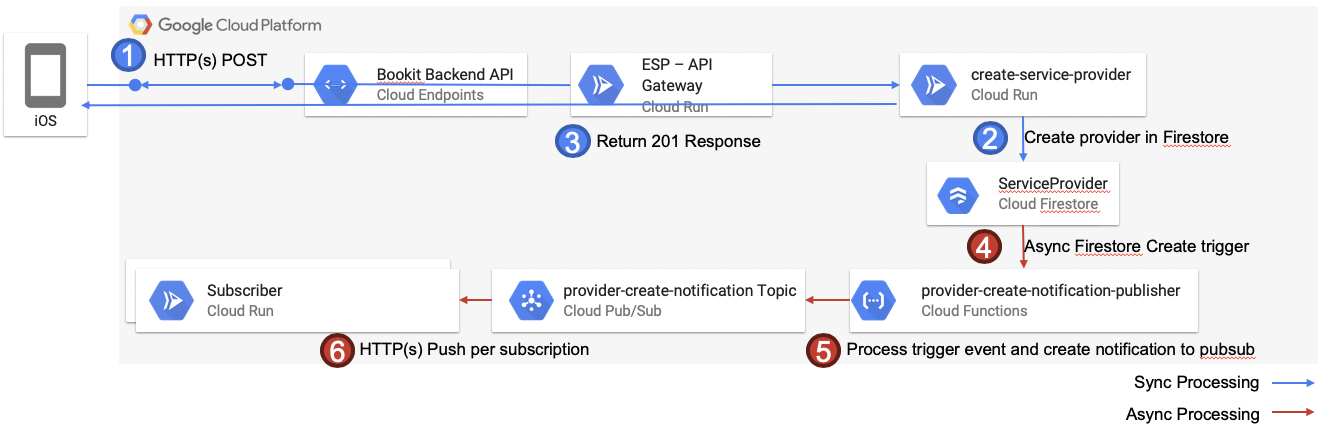 Google Cloud Platform
1
HTTP(s) POST
iOS
Bookit Backend API
Cloud Endpoints
ESP – API
Gateway
Cloud Run
create-service-provider
Cloud Run
3
Return 201 Response
2
Create provider in Firestore
ServiceProvider
Cloud Firestore
4
Async Firestore Create trigger
Subscriber
Cloud Run
provider-create-notification Topic
Cloud Pub/Sub
provider-create-notification-publisher
Cloud Functions
6
HTTP(s) Push per subscription
5
Process trigger event and create notification to pubsub
Sync Processing
Async Processing